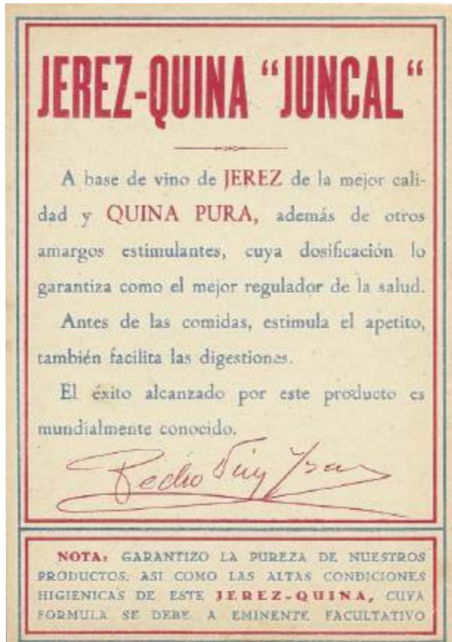 JEREZ-QUINA "JUNCAL"
A base de vino de JEREZ de la mejor cali-
dad y QUINA PURA, además de otros
amargos estimulantes, cuya dosificación lo
garantiza como el mejor regulador de la salud.
Antes de las comidas, estimula el apetito,
también facilita las digestiones.
El éxito alcanzado por este producto es
mundialmente conocido.
Pedro
NOTA: GARANTIZO LA PUREZA DE NUESTROS
PRODUCTOS; ASI COMO LAS ALTAS CONDICIONES
HIGIENICAS DE ESTE JEREZ-QUINA, CUYA
FORMULA SE DEBE A EMINENTE FACULTATIVO